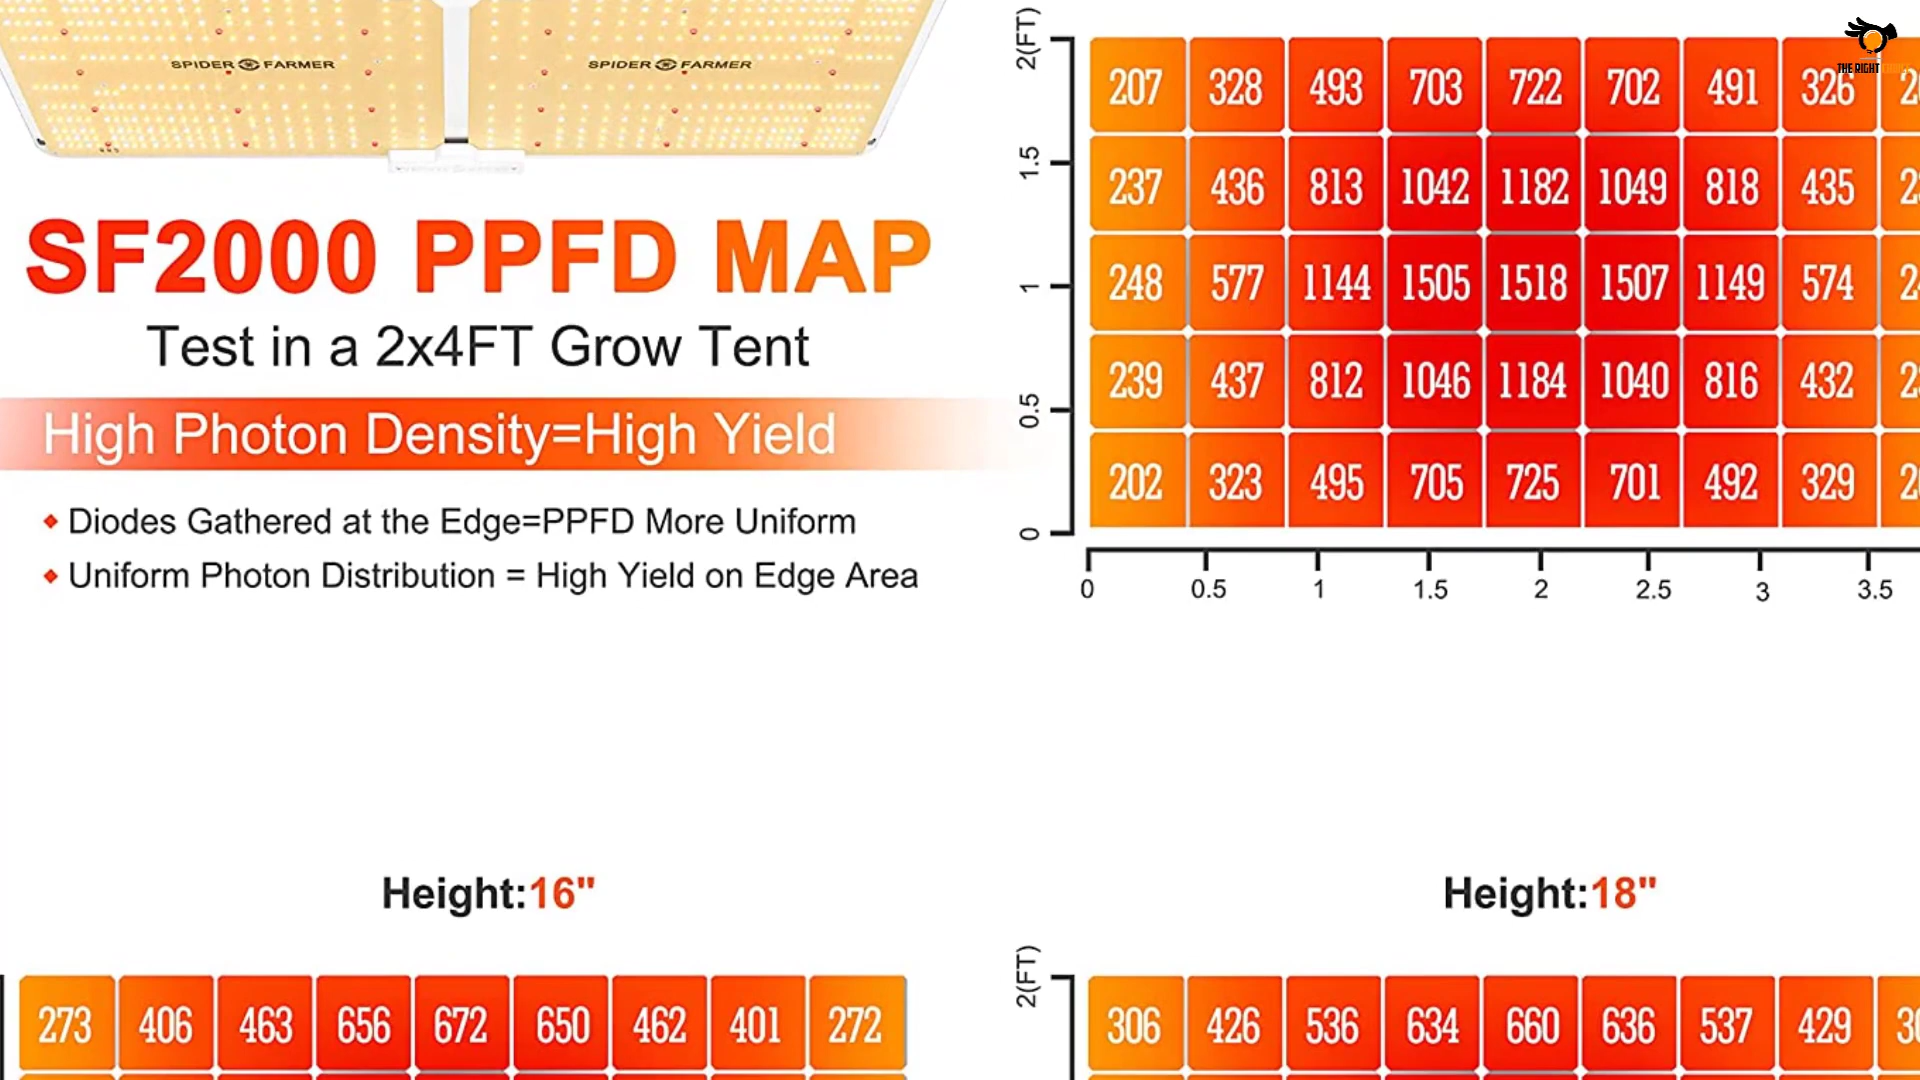 SPIDER FARMER
SPIDER FARMER
SF2000 PPFD MAP
Test in a 2x4FT Grow Tent
High Photon Density=High Yield
Diodes Gathered at the Edge=PPFD More Uniform
Uniform Photon Distribution = High Yield on Edge Area
THE RIGHT
2(FT)
207 328 493 703 722 702 491 326
1.5
237 436 813 1042 1182 1049 818 435
1
248 577 1144 1505 1518 1507 1149 574
0.5
239 437 812 1046 1184 1040 816 432
202 323 495 705 725 701 492 329
0
0 0.5 1 1.5 2 2.5 3 3.5
Height:16"
273 406 463 656 672 650 462 401 272
Height:18"
2(FT)
306 426 536 634 660 636 537 429